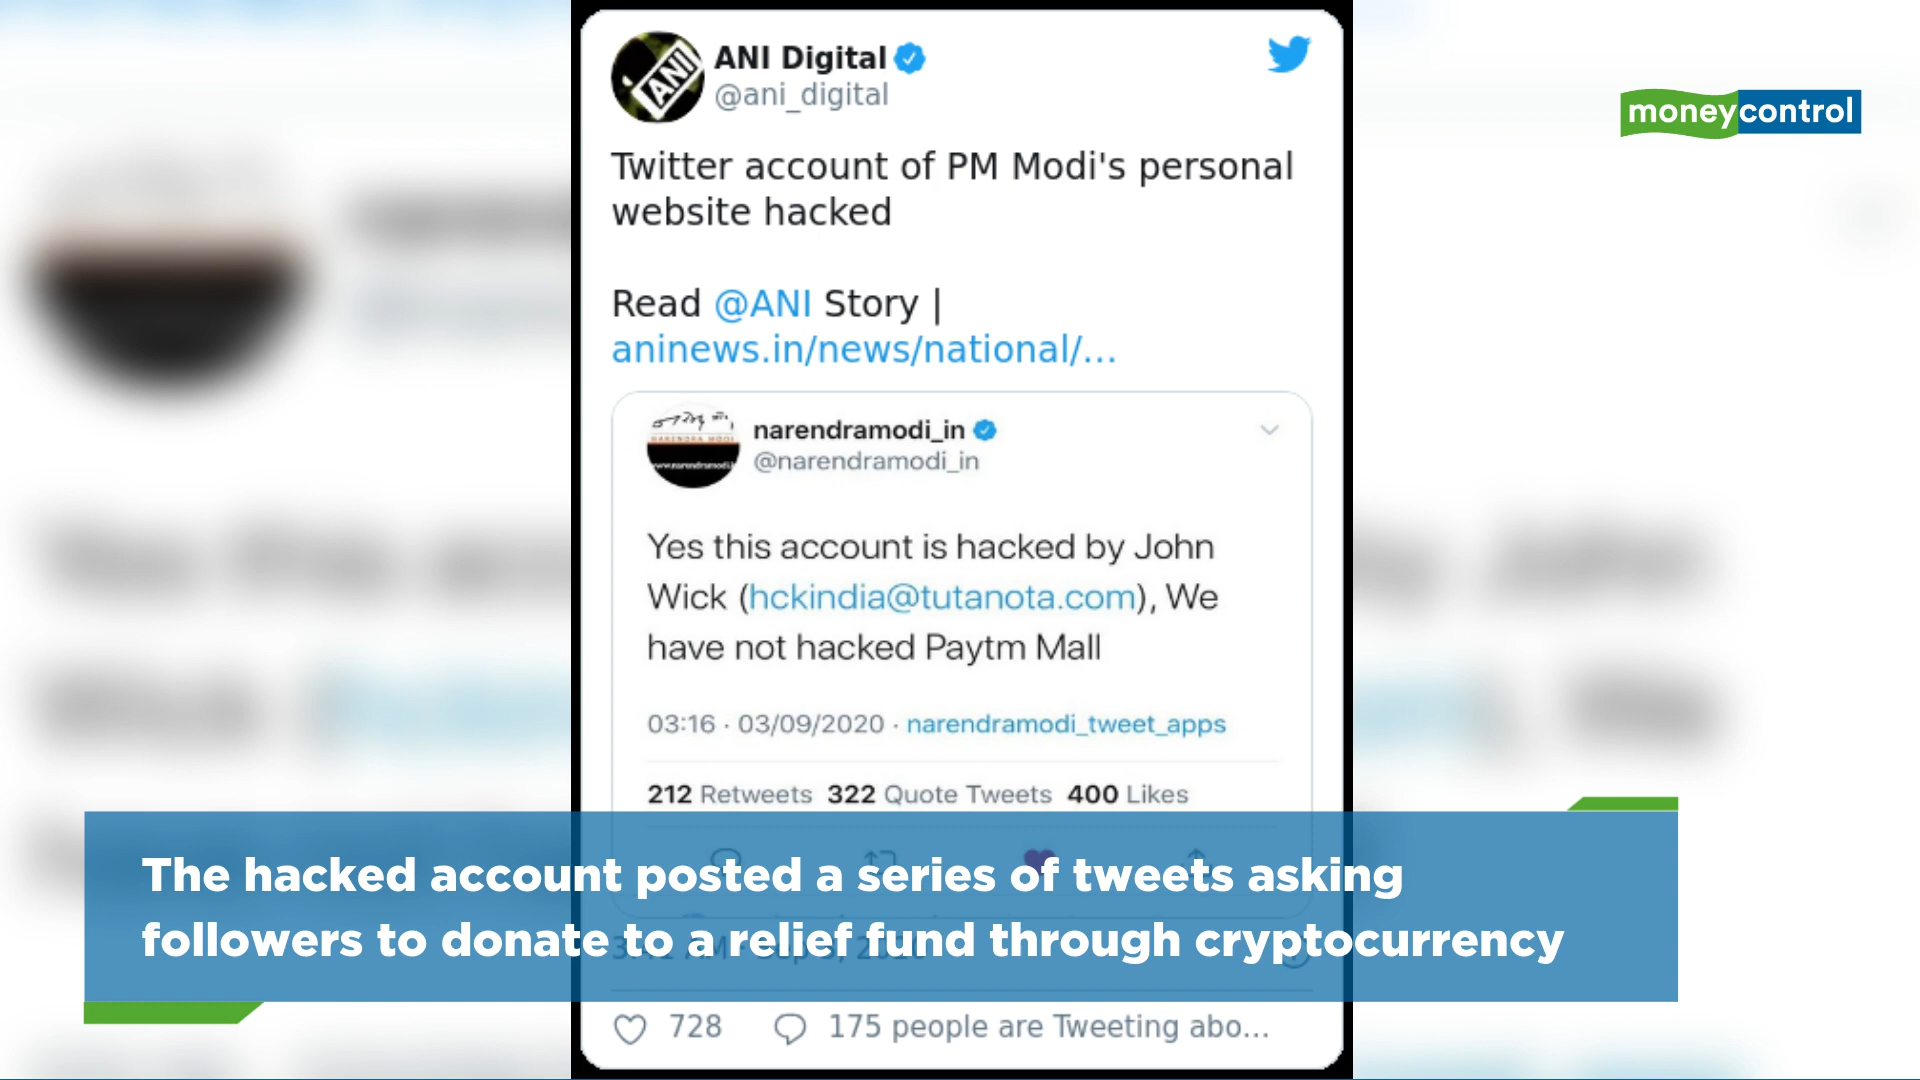 ANI
ANI Digital
@ani_digital
moneycontrol
Twitter account of PM Modi's personal
website hacked
Read @ANI Story |
aninews.in/news/national/...
NARENDRA MODI
narendramodi_in
@narendramodi_in
Yes this account is hacked by John
Wick (hckindia@tutanota.com), We
have not hacked Paytm Mall
03:16 · 03/09/2020 · narendramodi_tweet_apps
212 Retweets 322 Quote Tweets 400 Likes
The hacked account posted a series of tweets asking
followers to donate to a relief fund through cryptocurrency
728 175 people are Tweeting abo...